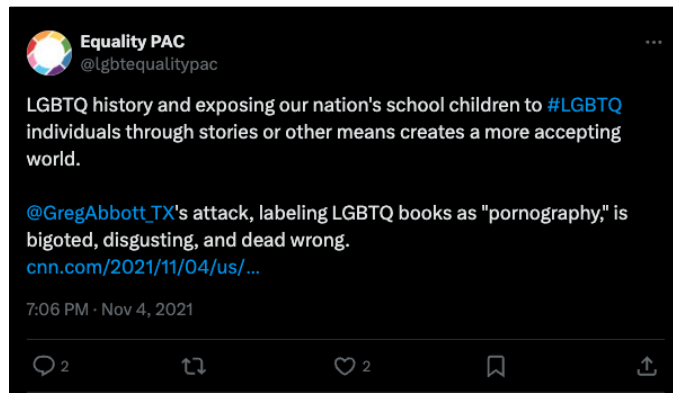 Equality PAC
@lgbtequalitypac
LGBTQ history and exposing our nation's school children to #LGBTQ
individuals through stories or other means creates a more accepting
world.
@GregAbbott_TX's attack, labeling LGBTQ books as "pornography," is
bigoted, disgusting, and dead wrong.
cnn.com/2021/11/04/us/...
7:06 PM · Nov 4, 2021
2
2